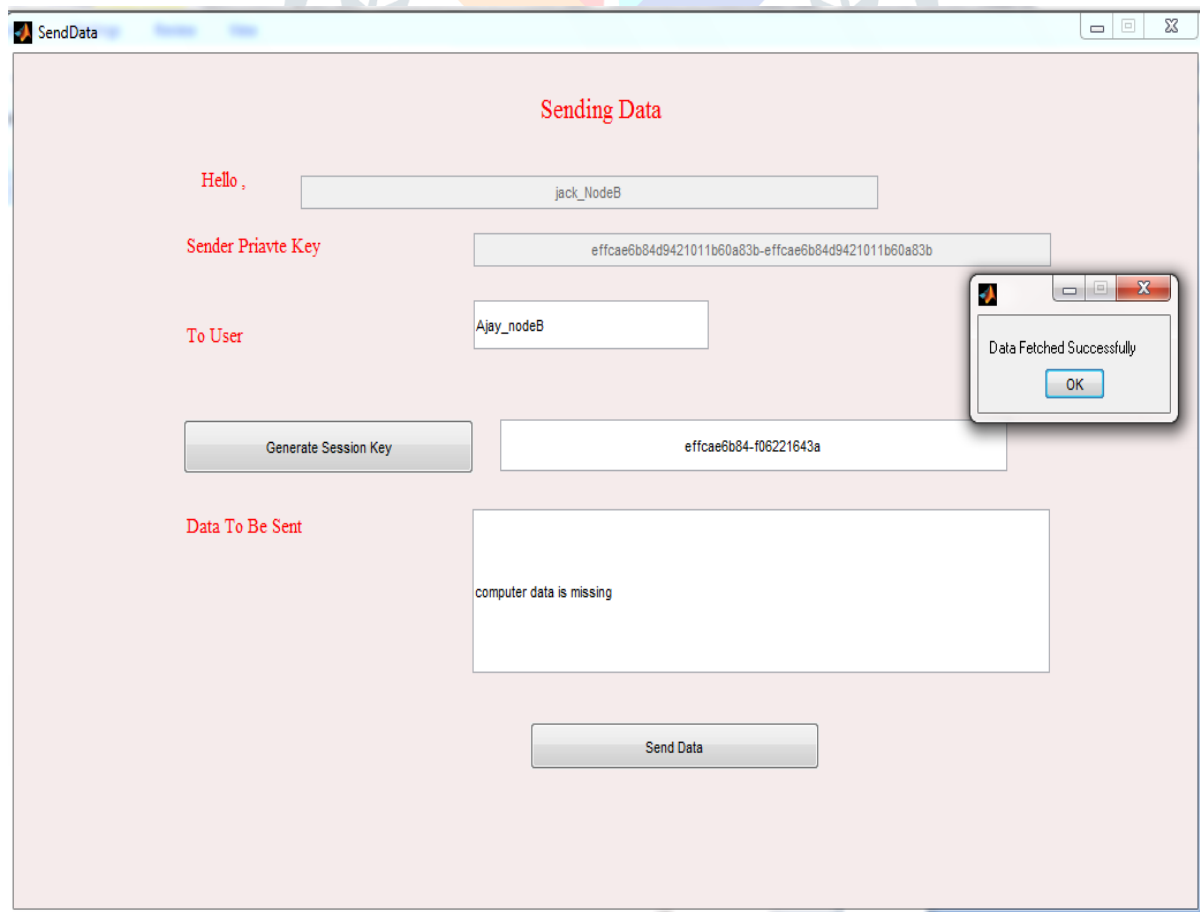 SendData
Sending Data
Hello ,
jack_NodeB
Sender Priavte Key
effcae6b84d9421011b60a83b-effcae6b84d9421011b60a83b
To User
Ajay_nodeB
Data Fetched Successfully
OK
Generate Session Key
effcae6b84-f06221643a
Data To Be Sent
computer data is missing
Send Data